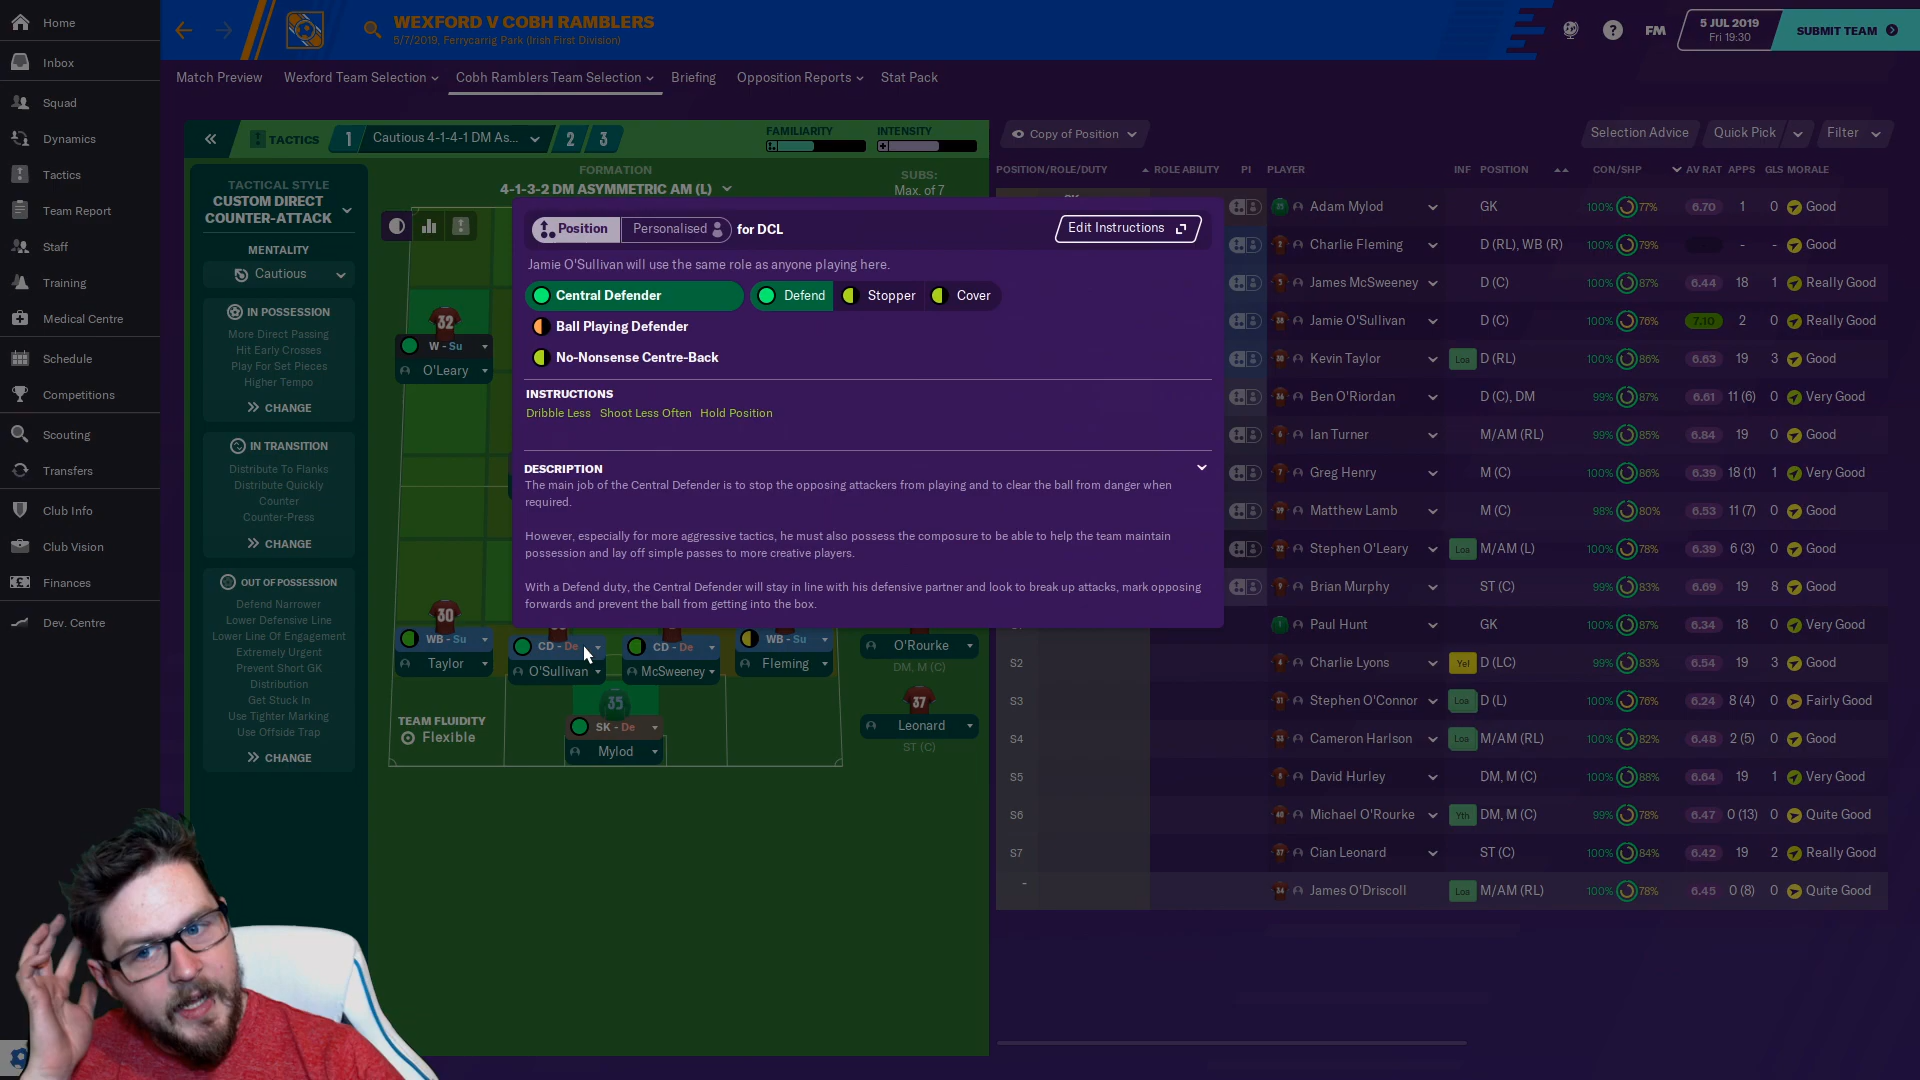 Home
Inbox
Squad
Dynamics
Tactics
Team Report
Staff
Training
Medical Centre
Schedule
Competitions
Scouting
Transfers
Club Info
Club Vision
Finances
Dev. Centre
WEXFORD V COBH RAMBLERS
5/7/2019, Ferrycarrig Park (Irish First Division)
FM
5 JUL 2019
Fri 19:30
SUBMIT TEAM
Match Preview
Wexford Team Selection
Cobh Ramblers Team Selection
Briefing
Opposition Reports
Stat Pack
TACTICS
1
Cautious 4-1-4-1 DM As...
2
3
FAMILIARITY
INTENSITY
TACTICAL STYLE
CUSTOM DIRECT
COUNTER-ATTACK
MENTALITY
Cautious
IN POSSESSION
More Direct Passing
Hit Early Crosses
Play For Set Pieces
Higher Tempo
CHANGE
IN TRANSITION
Distribute To Flanks
Distribute Quickly
Counter
Counter-Press
CHANGE
OUT OF POSSESSION
Defend Narrower
Lower Defensive Line
Lower Line Of Engagement
Extremely Urgent
Prevent Short GK
Distribution
Get Stuck In
Use Tighter Marking
Use Offside Trap
CHANGE
FORMATION
4-1-3-2 DM ASYMMETRIC AM (L)
SUBS:
Max. of 7
32
W - Su
O'Leary
Position
Personalised
for DCL
Edit Instructions
Jamie O'Sullivan will use the same role as anyone playing here.
Central Defender
Defend
Stopper
Cover
Ball Playing Defender
No-Nonsense Centre-Back
INSTRUCTIONS
Dribble Less Shoot Less Often Hold Position
DESCRIPTION
The main job of the Central Defender is to stop the opposing attackers from playing and to clear the ball from danger when
required.
However, especially for more aggressive tactics, he must also possess the composure to be able to help the team maintain
possession and lay off simple passes to more creative players.
With a Defend duty, the Central Defender will stay in line with his defensive partner and look to break up attacks, mark opposing
forwards and prevent the ball from getting into the box.
30
WB - Su
Taylor
CD - De
O'Sullivan
CD - De
McSweeney
WB - Su
Fleming
35
SK - De
Mylod
TEAM FLUIDITY
Flexible
O'Rourke
DM, M (C)
37
Leonard
ST (C)
Copy of Position
Selection Advice
Quick Pick
Filter
POSITION/ROLE/DUTY ROLE ABILITY PI PLAYER INF POSITION CON/SHP AV RAT APPS GLS MORALE
Adam Mylod GK 100% 77% 6.70 1 0 Good
Charlie Fleming D (RL), WB (R) 100% 79% - - Good
James McSweeney D (C) 100% 87% 6.44 18 1 Really Good
Jamie O'Sullivan D (C) 100% 76% 7.10 2 0 Really Good
Kevin Taylor Loa D (RL) 100% 86% 6.63 19 3 Good
Ben O'Riordan D (C), DM 99% 87% 6.61 11 (6) 0 Very Good
Ian Turner M/AM (RL) 99% 85% 6.84 19 0 Good
Greg Henry M (C) 100% 86% 6.39 18 (1) 1 Very Good
Matthew Lamb M (C) 98% 80% 6.53 11 (7) 0 Good
Stephen O'Leary Loa M/AM (L) 100% 78% 6.39 6 (3) 0 Good
Brian Murphy ST (C) 99% 83% 6.69 19 8 Good
Paul Hunt GK 100% 87% 6.34 18 0 Very Good
S2 Charlie Lyons Yel D (LC) 99% 83% 6.54 19 3 Good
S3 Stephen O'Connor Loa D (L) 100% 76% 6.24 8 (4) 0 Fairly Good
S4 Cameron Harlson Loa M/AM (RL) 100% 82% 6.48 2 (5) 0 Good
S5 David Hurley DM, M (C) 100% 88% 6.64 19 1 Very Good
S6 Michael O'Rourke Yth DM, M (C) 99% 78% 6.47 0 (13) 0 Quite Good
S7 Cian Leonard ST (C) 100% 84% 6.42 19 2 Really Good
- James O'Driscoll Loa M/AM (RL) 100% 78% 6.45 0 (8) 0 Quite Good